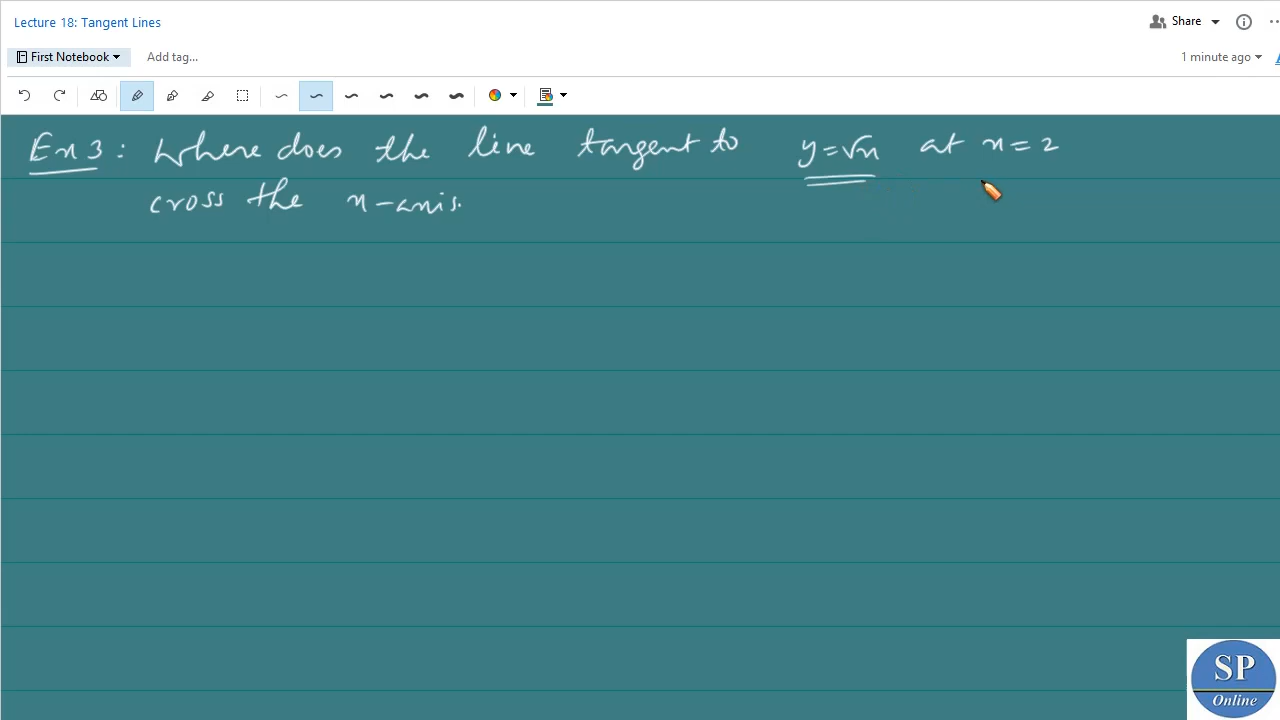 Lecture 18: Tangent Lines
Share
First Notebook
Add tag...
1 minute ago
Ex 3: Where does the line tangent to y=√x at x=2
cross the x-axis.
SP
Online